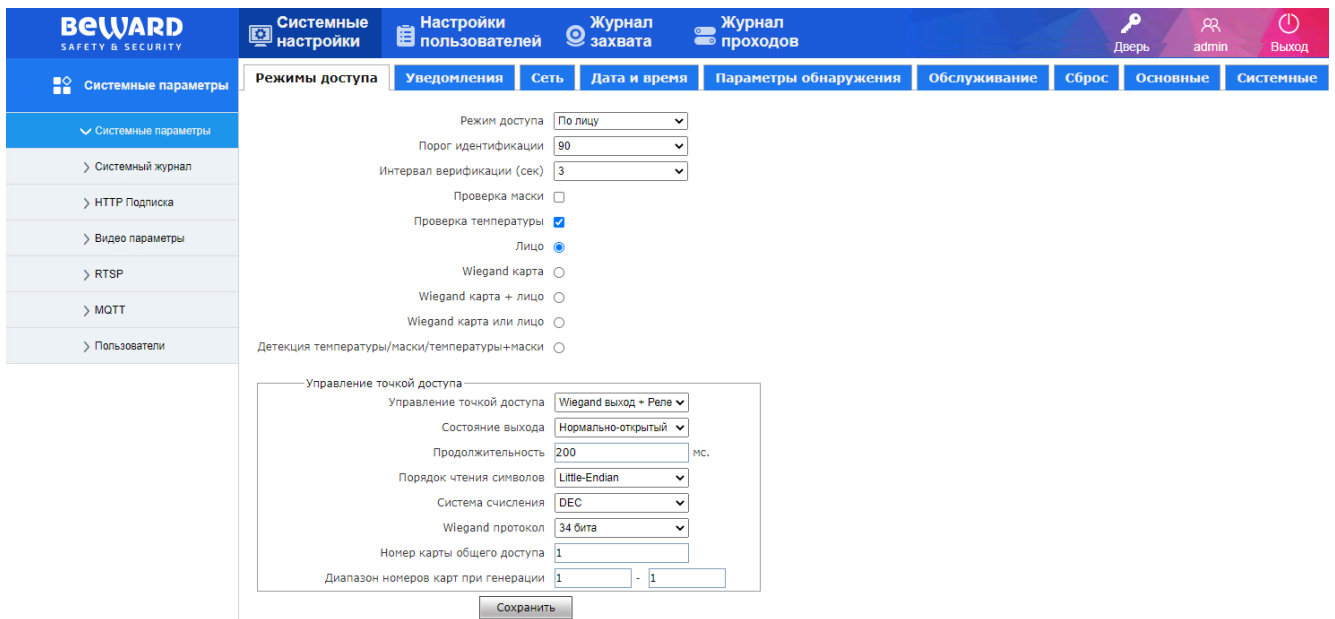 BEWARD
SAFETY & SECURITY
Системные настройки
Настройки пользователей
Журнал захвата
Журнал проходов
Дверь
admin
Выход
Системные параметры
Системные параметры
Системный журнал
HTTP Подписка
Видео параметры
RTSP
MQTT
Пользователи
Режимы доступа Уведомления Сеть Дата и время Параметры обнаружения Обслуживание Сброс Основные Системные
Режим доступа По лицу
Порог идентификации 90
Интервал верификации (сек) 3
Проверка маски
Проверка температуры
Лицо
Wiegand карта
Wiegand карта + лицо
Wiegand карта или лицо
Детекция температуры/маски/температуры+маски
Управление точкой доступа
Управление точкой доступа Wiegand выход + Реле
Состояние выхода Нормально-открытый
Продолжительность 200 мс.
Порядок чтения символов Little-Endian
Система счисления DEC
Wiegand протокол 34 бита
Номер карты общего доступа 1
Диапазон номеров карт при генерации 1 - 1
Сохранить